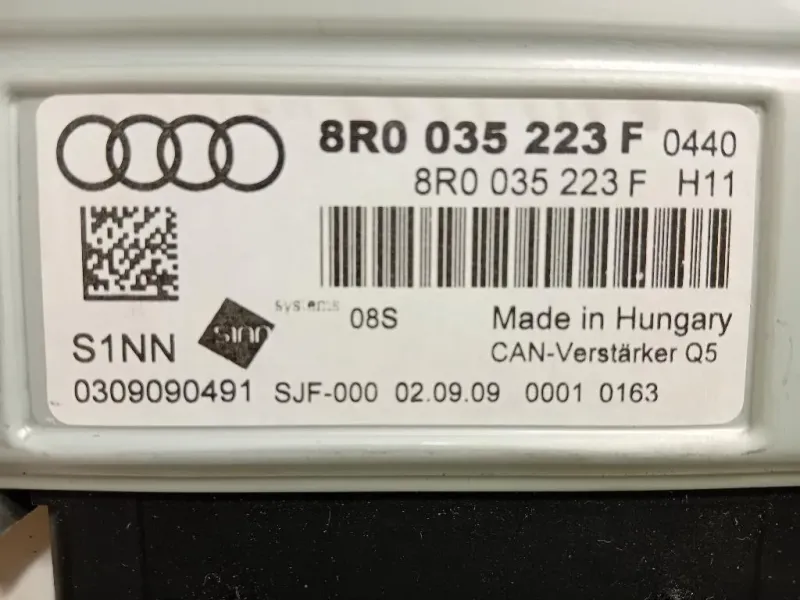 8R0 035 223 F 0440
8R0 035 223 F H11
S1NN
sinn
systems
08S
Made in Hungary
CAN-Verstärker Q5
0309090491 SJF-000 02.09.09 0001 0163